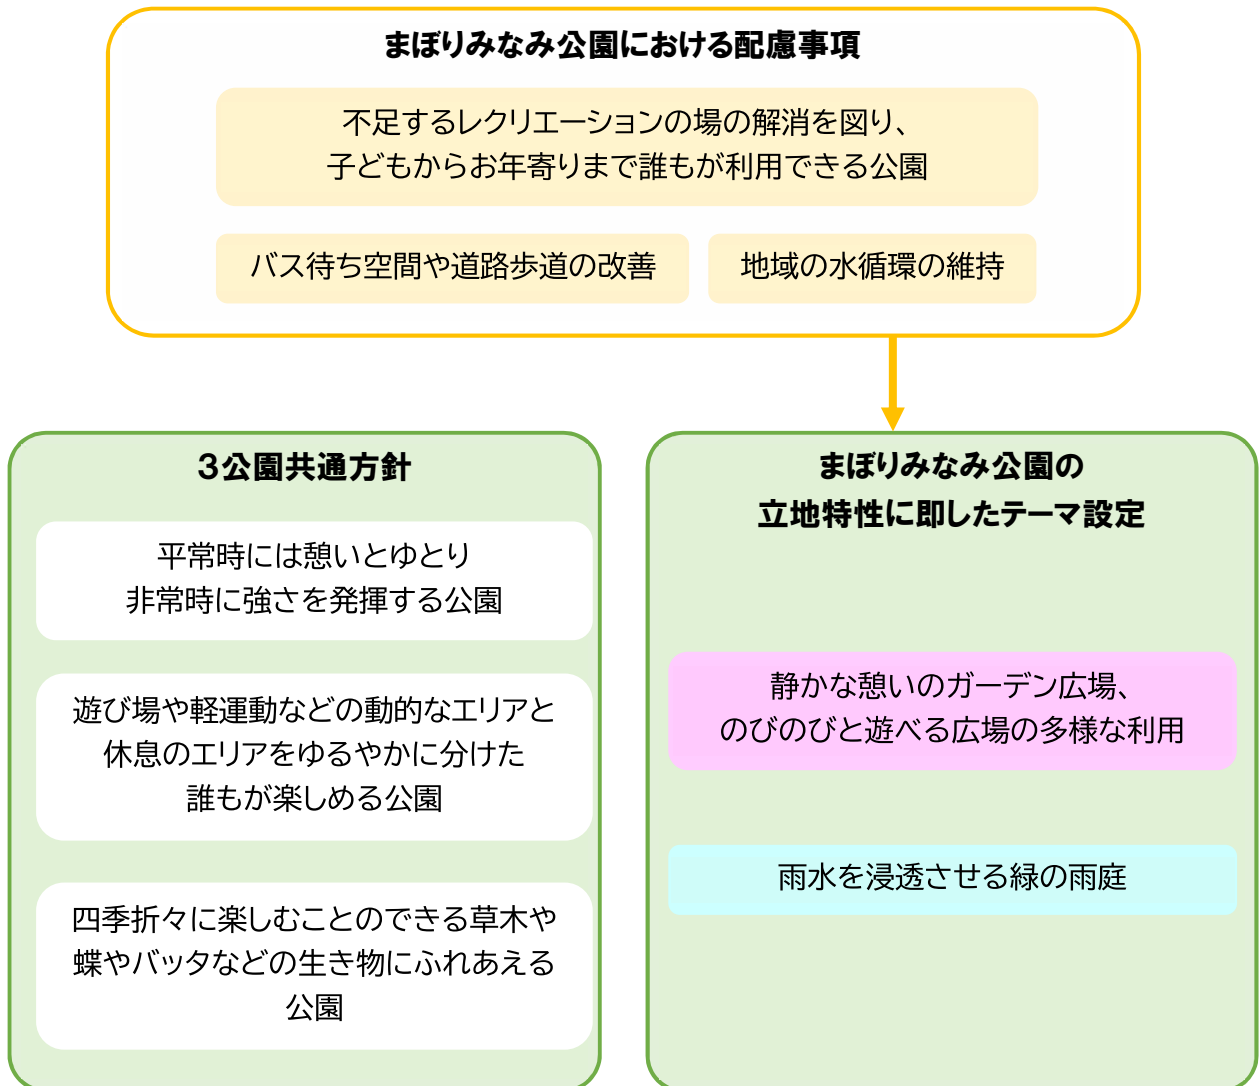 まぼりみなみ公園における配慮事項
不足するレクリエーションの場の解消を図り、
子どもからお年寄りまで誰もが利用できる公園
バス待ち空間や道路歩道の改善
地域の水循環の維持
3公園共通方針
平常時には憩いとゆとり
非常時に強さを発揮する公園
遊び場や軽運動などの動的なエリアと
休息のエリアをゆるやかに分けた
誰もが楽しめる公園
四季折々に楽しむことのできる草木や
蝶やバッタなどの生き物にふれあえる
公園
まぼりみなみ公園の
立地特性に即したテーマ設定
静かな憩いのガーデン広場、
のびのびと遊べる広場の多様な利用
雨水を浸透させる緑の雨庭